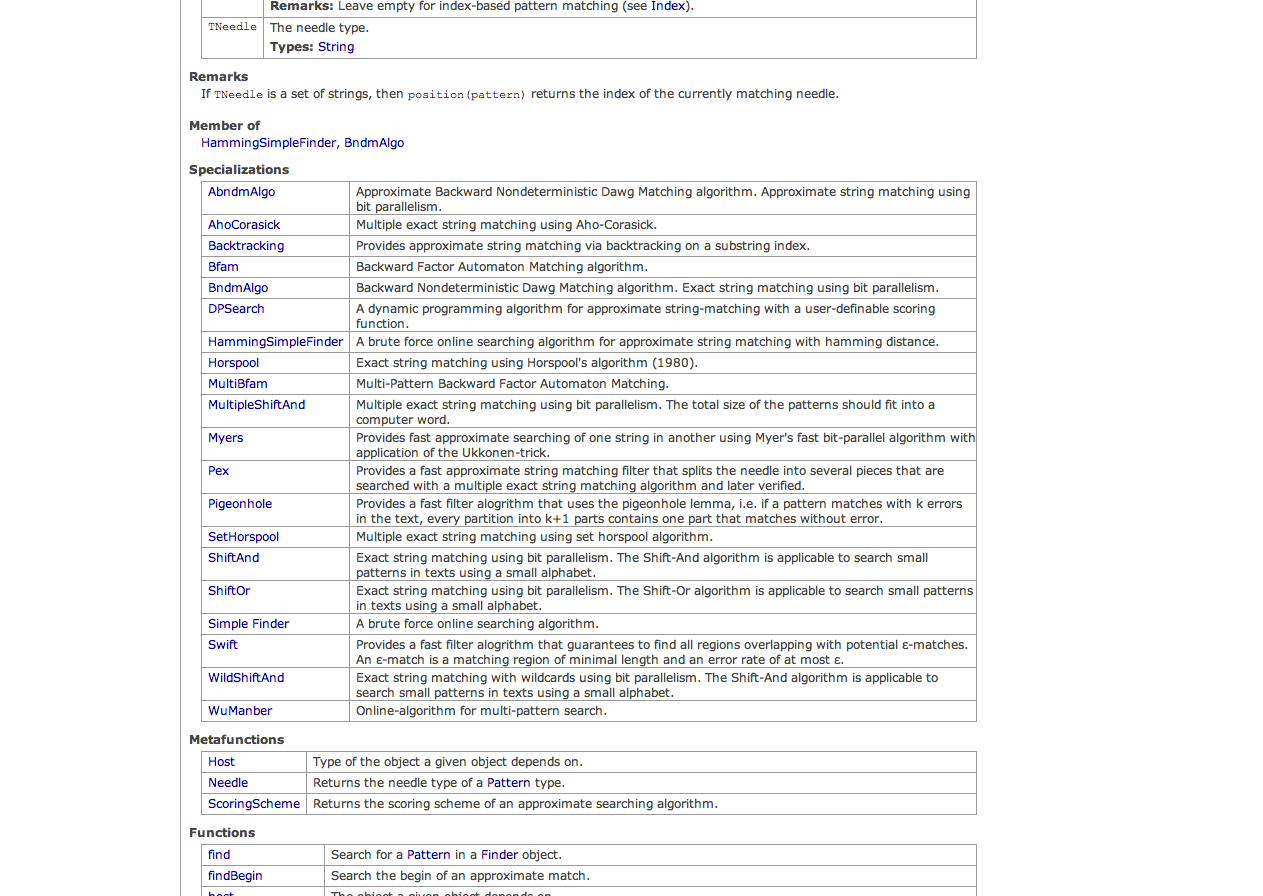 Remarks: Leave empty for index-based pattern matching (see Index).
TNeedle The needle type.
Types: String
Remarks
If TNeedle is a set of strings, then position(pattern) returns the index of the currently matching needle.
Member of
HammingSimpleFinder, BndmAlgo
Specializations
AbndmAlgo Approximate Backward Nondeterministic Dawg Matching algorithm. Approximate string matching using
bit parallelism.
AhoCorasick Multiple exact string matching using Aho-Corasick.
Backtracking Provides approximate string matching via backtracking on a substring index.
Bfam Backward Factor Automaton Matching algorithm.
BndmAlgo Backward Nondeterministic Dawg Matching algorithm. Exact string matching using bit parallelism.
DPSearch A dynamic programming algorithm for approximate string-matching with a user-definable scoring
function.
HammingSimpleFinder A brute force online searching algorithm for approximate string matching with hamming distance.
Horspool Exact string matching using Horspool's algorithm (1980).
MultiBfam Multi-Pattern Backward Factor Automaton Matching.
MultipleShiftAnd Multiple exact string matching using bit parallelism. The total size of the patterns should fit into a
computer word.
Myers Provides fast approximate searching of one string in another using Myer's fast bit-parallel algorithm with
application of the Ukkonen-trick.
Pex Provides a fast approximate string matching filter that splits the needle into several pieces that are
searched with a multiple exact string matching algorithm and later verified.
Pigeonhole Provides a fast filter alogrithm that uses the pigeonhole lemma, i.e. if a pattern matches with k errors
in the text, every partition into k+1 parts contains one part that matches without error.
SetHorspool Multiple exact string matching using set horspool algorithm.
ShiftAnd Exact string matching using bit parallelism. The Shift-And algorithm is applicable to search small
patterns in texts using a small alphabet.
ShiftOr Exact string matching using bit parallelism. The Shift-Or algorithm is applicable to search small patterns
in texts using a small alphabet.
Simple Finder A brute force online searching algorithm.
Swift Provides a fast filter alogrithm that guarantees to find all regions overlapping with potential ε-matches.
An ε-match is a matching region of minimal length and an error rate of at most ε.
WildShiftAnd Exact string matching with wildcards using bit parallelism. The Shift-And algorithm is applicable to
search small patterns in texts using a small alphabet.
WuManber Online-algorithm for multi-pattern search.
Metafunctions
Host Type of the object a given object depends on.
Needle Returns the needle type of a Pattern type.
ScoringScheme Returns the scoring scheme of an approximate searching algorithm.
Functions
find Search for a Pattern in a Finder object.
findBegin Search the begin of an approximate match.
host The object a given object depends on.